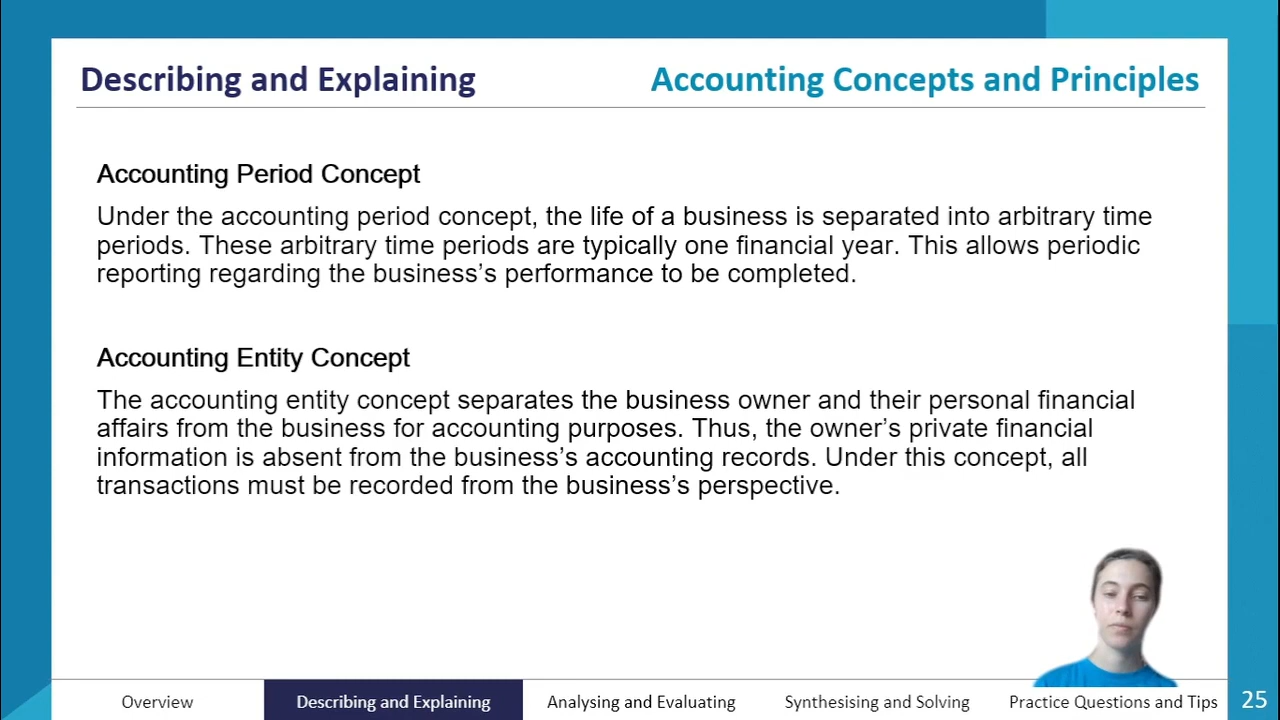 Describing and Explaining
Accounting Concepts and Principles
Accounting Period Concept
Under the accounting period concept, the life of a business is separated into arbitrary time
periods. These arbitrary time periods are typically one financial year. This allows periodic
reporting regarding the business’s performance to be completed.
Accounting Entity Concept
The accounting entity concept separates the business owner and their personal financial
affairs from the business for accounting purposes. Thus, the owner’s private financial
information is absent from the business’s accounting records. Under this concept, all
transactions must be recorded from the business’s perspective.
Overview
Describing and Explaining
Analysing and Evaluating
Synthesising and Solving
Practice Questions and Tips
25